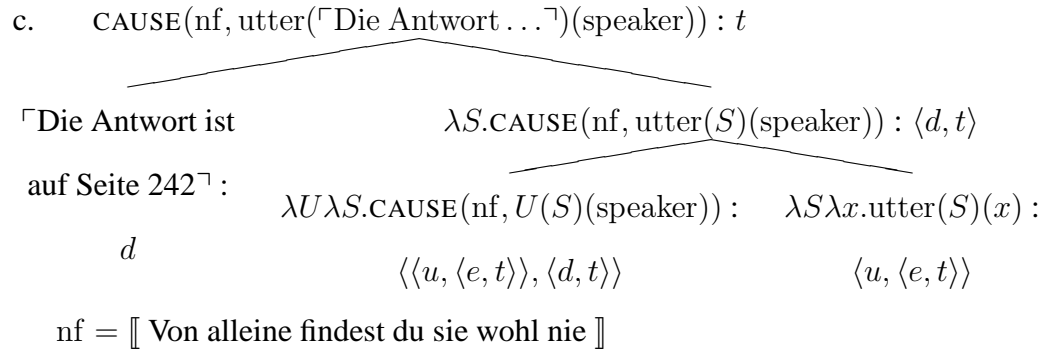 c. CAUSE(nf, utter(⌜Die Antwort …⌝)(speaker)) : t
⌜Die Antwort ist
λS.CAUSE(nf, utter(S)(speaker)) : ⟨d, t⟩
auf Seite 242⌝ :
λUλS.CAUSE(nf, U(S)(speaker)) : λSλx.utter(S)(x) :
d
⟨⟨u, ⟨e, t⟩⟩, ⟨d, t⟩⟩ ⟨u, ⟨e, t⟩⟩
nf = ⟦ Von alleine findest du sie wohl nie ⟧